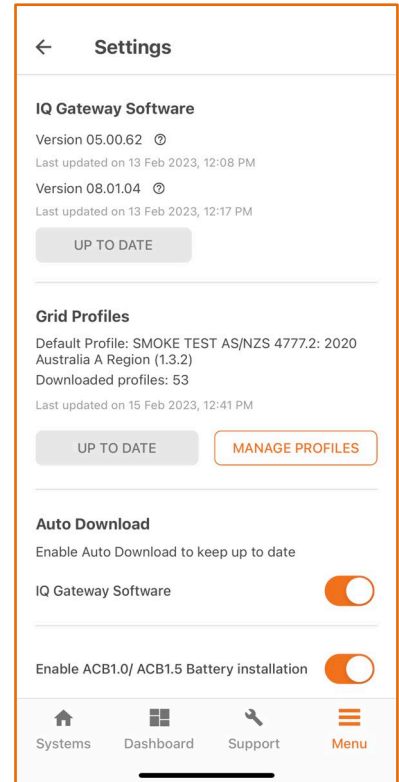 Settings
IQ Gateway Software
Version 05.00.62
Last updated on 13 Feb 2023, 12:08 PM
Version 08.01.04
Last updated on 13 Feb 2023, 12:17 PM
UP TO DATE
Grid Profiles
Default Profile: SMOKE TEST AS/NZS 4777.2: 2020
Australia A Region (1.3.2)
Downloaded profiles: 53
Last updated on 15 Feb 2023, 12:41 PM
UP TO DATE MANAGE PROFILES
Auto Download
Enable Auto Download to keep up to date
IQ Gateway Software
Enable ACB1.0/ ACB1.5 Battery installation
Systems Dashboard Support Menu